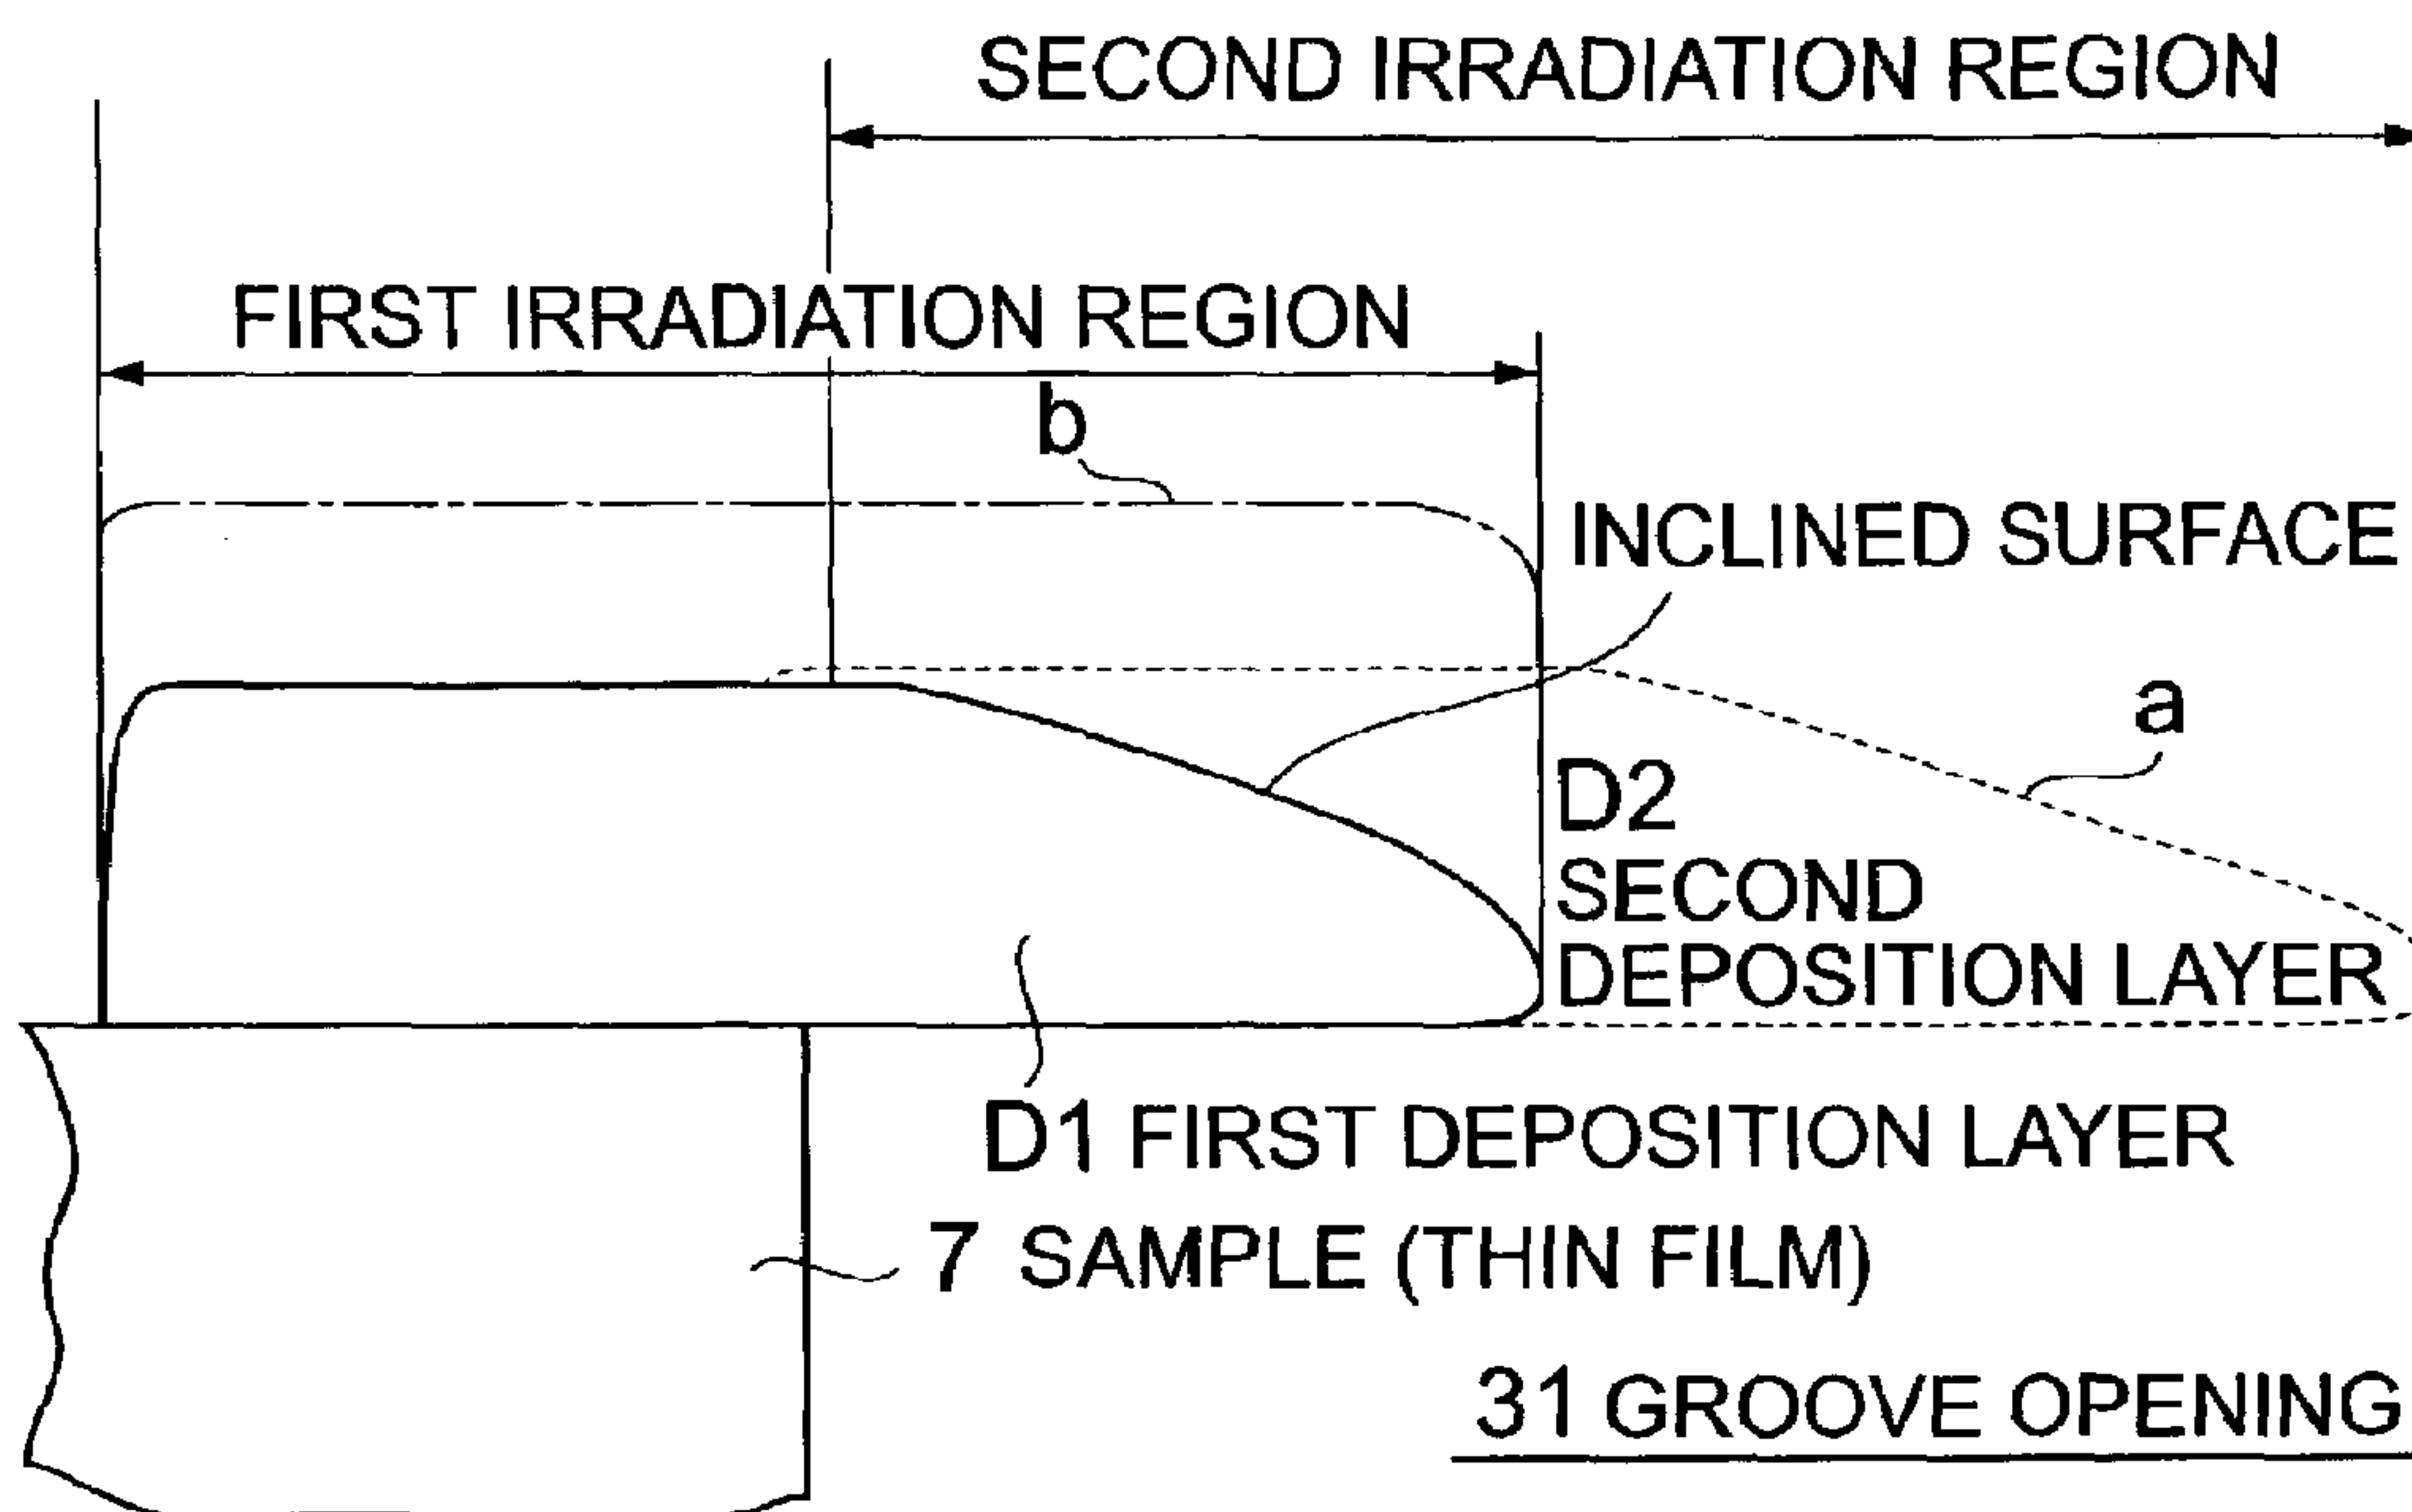 SECOND IRRADIATION REGION
FIRST IRRADIATION REGION
b
INCLINED SURFACE
a
D2
SECOND
DEPOSITION LAYER
D1 FIRST DEPOSITION LAYER
7 SAMPLE (THIN FILM)
31 GROOVE OPENING